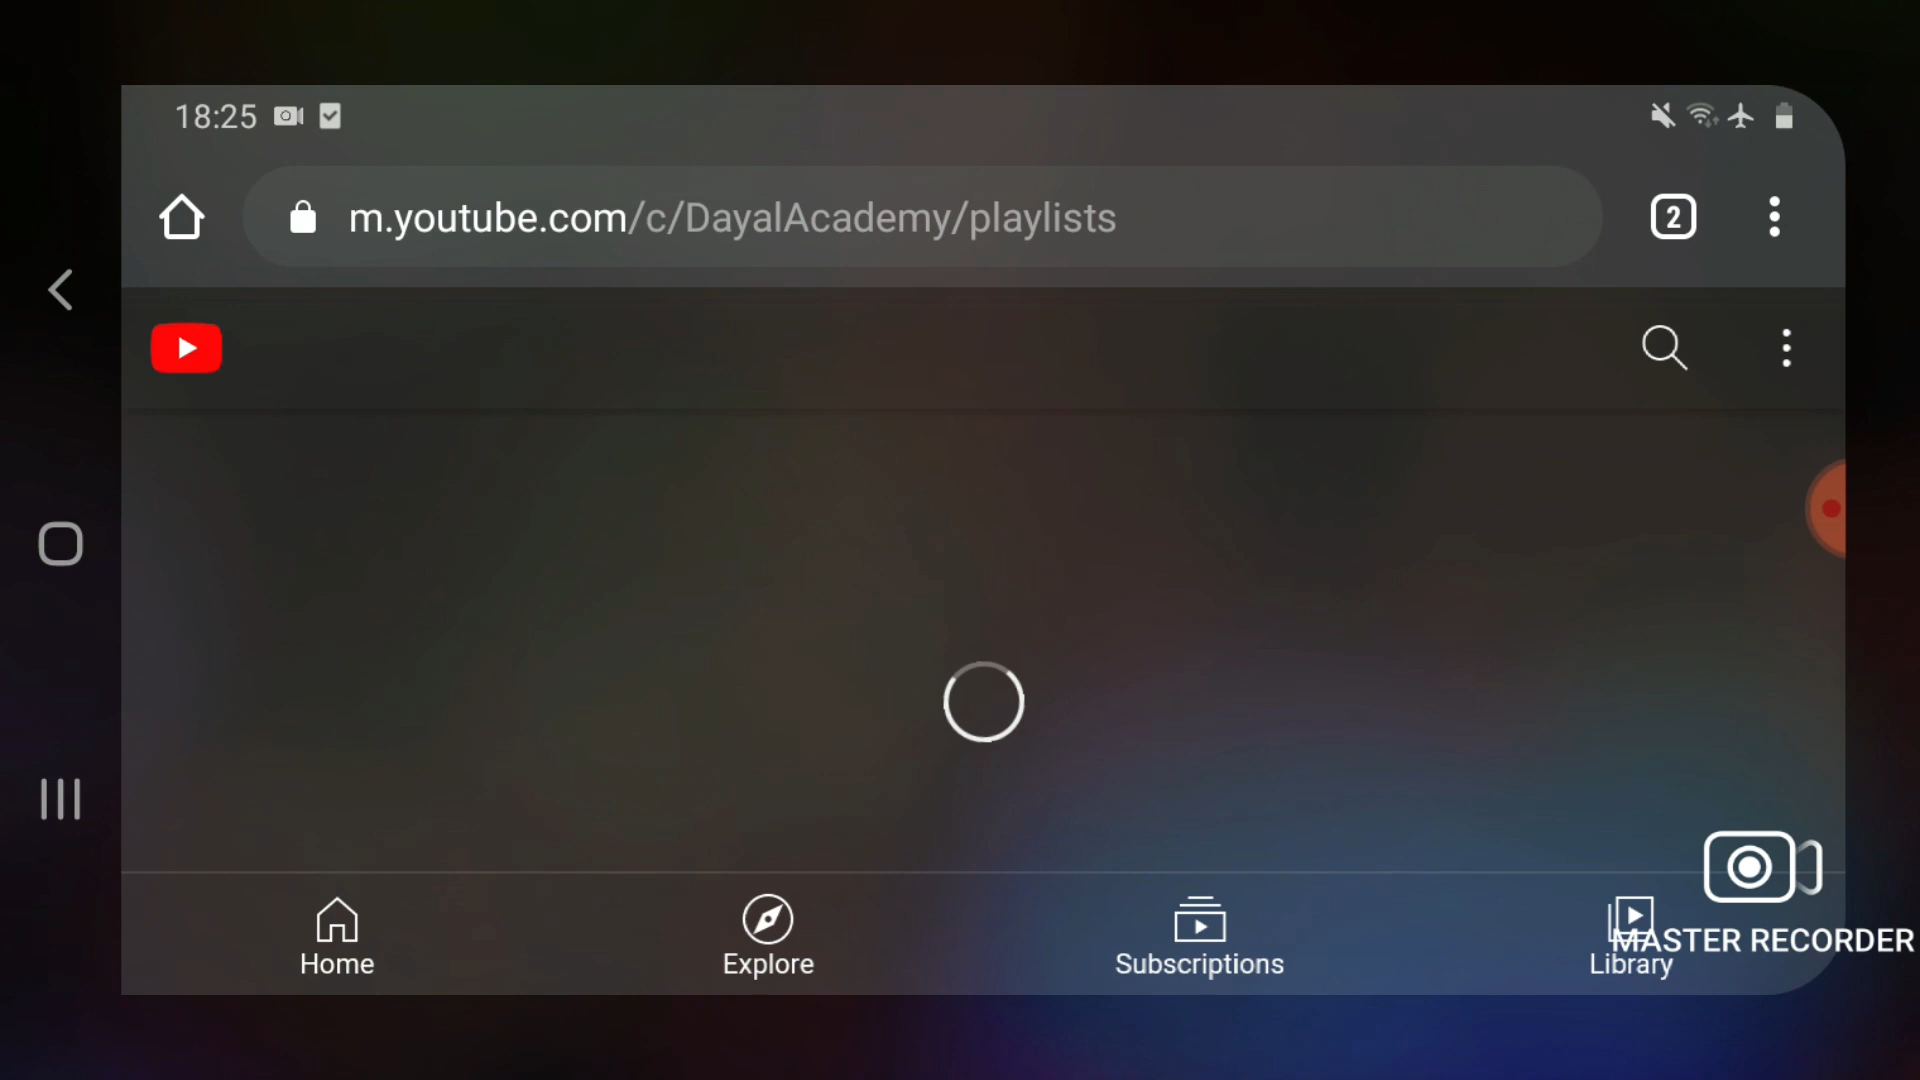 18:25
m.youtube.com/c/DayalAcademy/playlists
2
Home
Explore
Subscriptions
Library
MASTER RECORDER